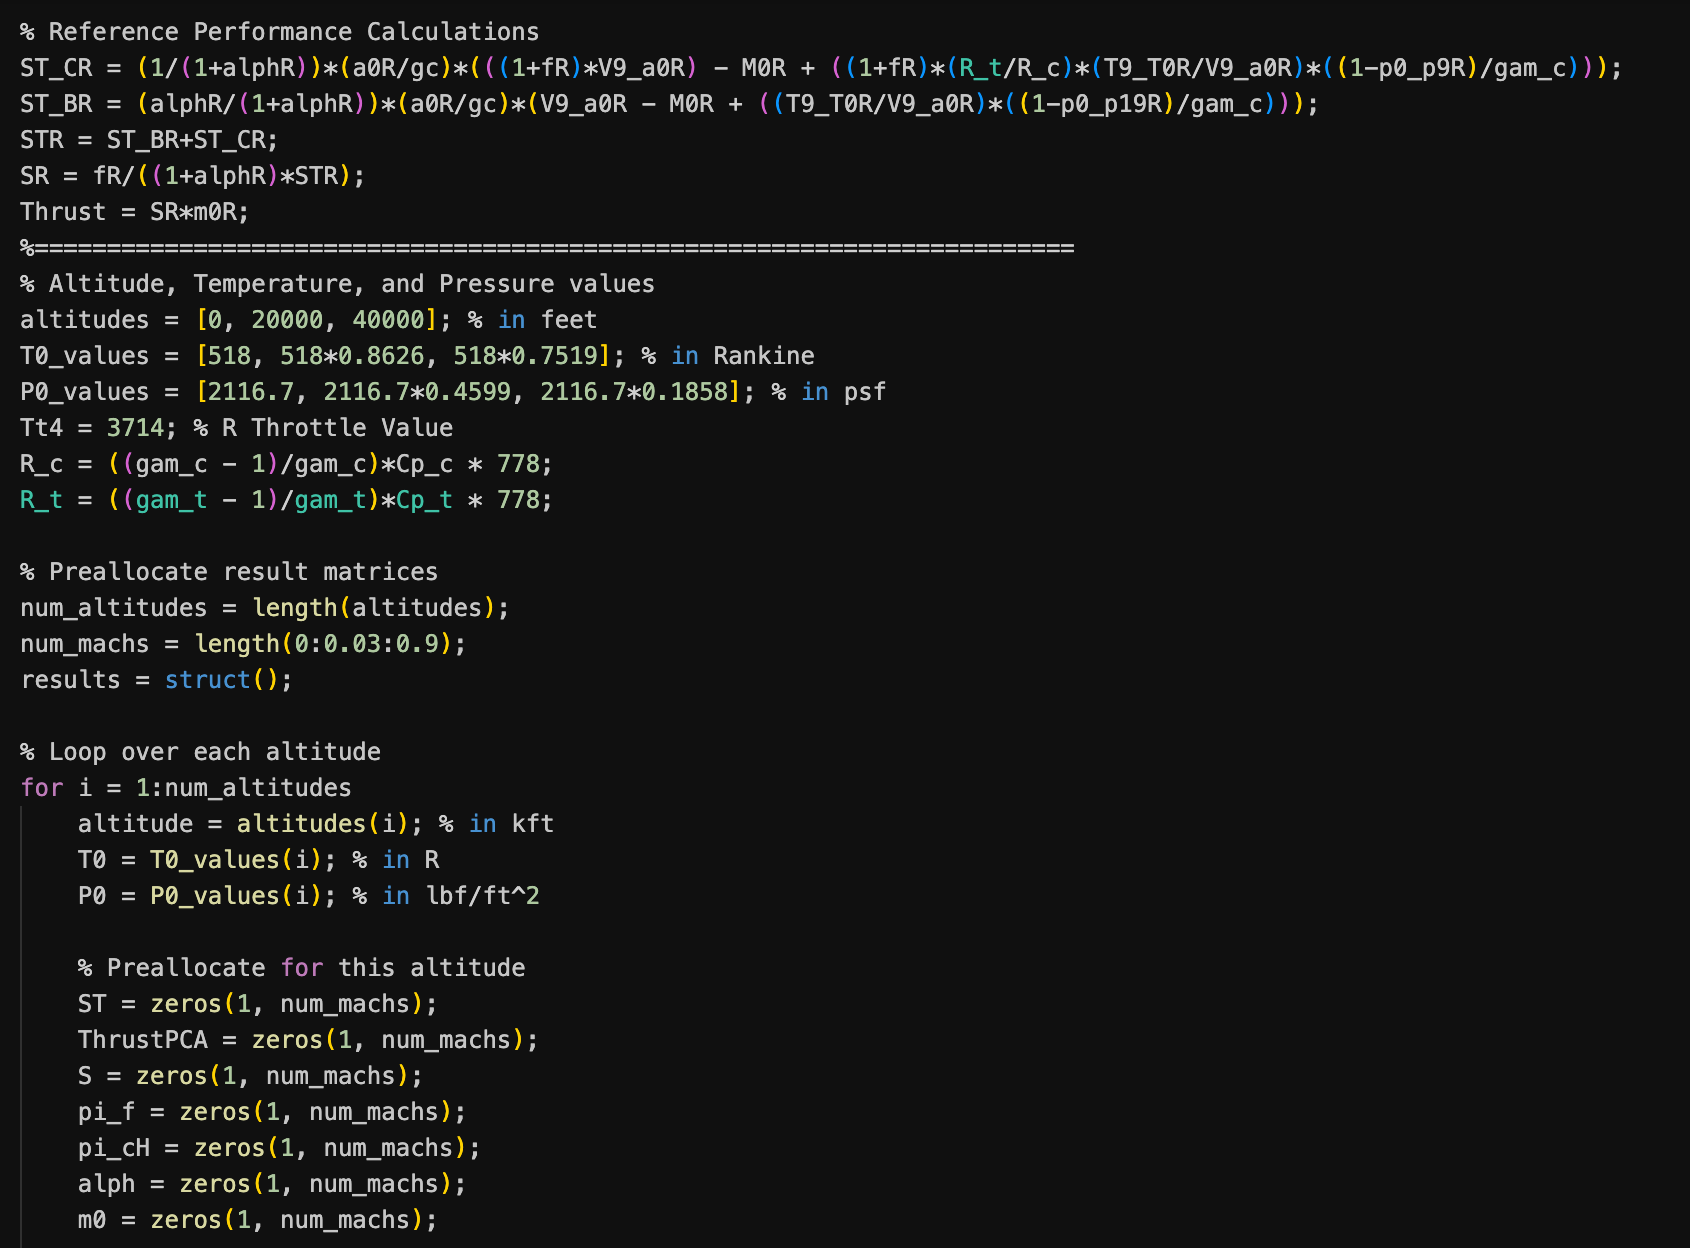 % Reference Performance Calculations
ST_CR = (1/(1+alphR))*(a0R/gc)*(((1+fR)*V9_a0R) - M0R + ((1+fR)*(R_t/R_c)*(T9_T0R/V9_a0R)*((1-p0_p9R)/gam_c)));
ST_BR = (alphR/(1+alphR))*(a0R/gc)*(V9_a0R - M0R + ((T9_T0R/V9_a0R)*((1-p0_p19R)/gam_c)));
STR = ST_BR+ST_CR;
SR = fR/((1+alphR)*STR);
Thrust = SR*m0R;
%========================================================================
% Altitude, Temperature, and Pressure values
altitudes = [0, 20000, 40000]; % in feet
T0_values = [518, 518*0.8626, 518*0.7519]; % in Rankine
P0_values = [2116.7, 2116.7*0.4599, 2116.7*0.1858]; % in psf
Tt4 = 3714; % R Throttle Value
R_c = ((gam_c - 1)/gam_c)*Cp_c * 778;
R_t = ((gam_t - 1)/gam_t)*Cp_t * 778;
% Preallocate result matrices
num_altitudes = length(altitudes);
num_machs = length(0:0.03:0.9);
results = struct();
% Loop over each altitude
for i = 1:num_altitudes
altitude = altitudes(i); % in kft
T0 = T0_values(i); % in R
P0 = P0_values(i); % in lbf/ft^2
% Preallocate for this altitude
ST = zeros(1, num_machs);
ThrustPCA = zeros(1, num_machs);
S = zeros(1, num_machs);
pi_f = zeros(1, num_machs);
pi_cH = zeros(1, num_machs);
alph = zeros(1, num_machs);
m0 = zeros(1, num_machs);